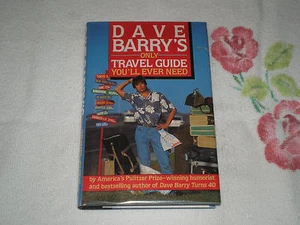 DAVE
BARRY'S
ONLY
TRAVEL GUIDE
YOU'LL EVER NEED
by America's Pulitzer Prize-winning humorist
and bestselling author of Dave Barry Turns 40